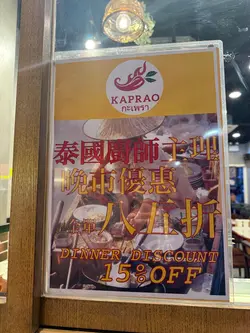 KAPRAO
กะเพรา
泰國廚師主理
晚市優惠
全單八五折
DINNER DISCOUNT
15%OFF